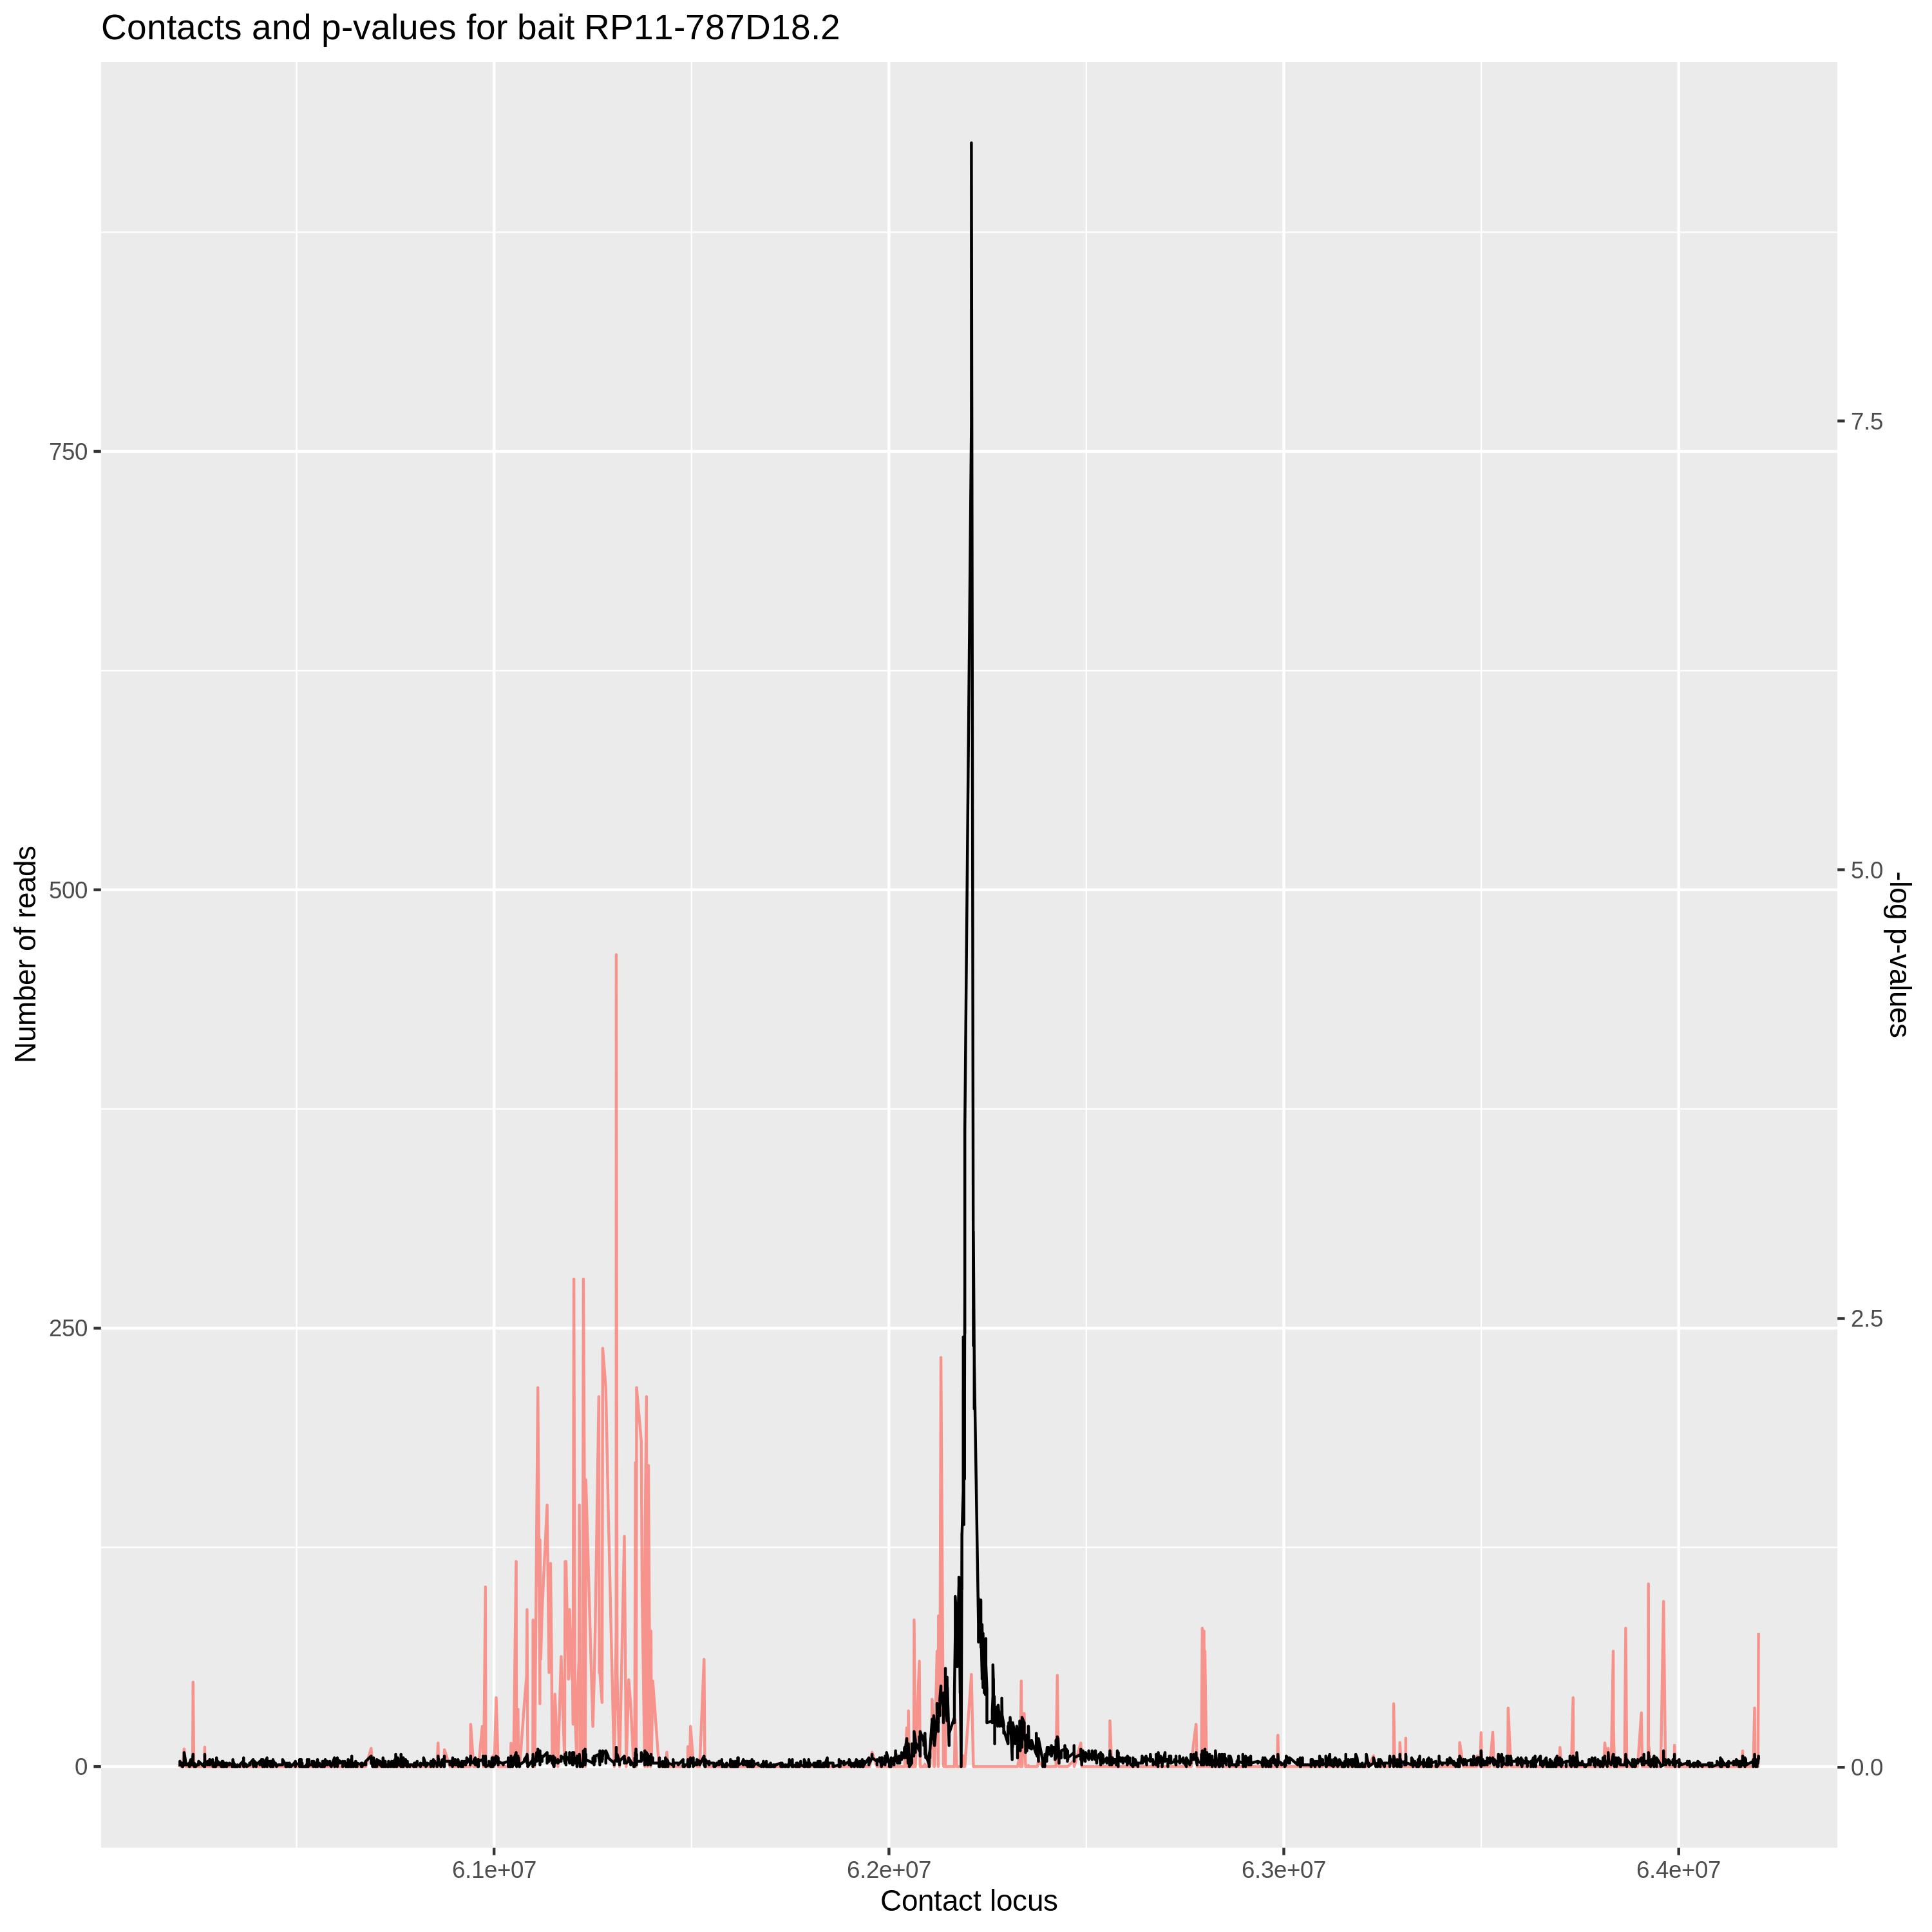 Contacts and p-values for bait RP11-787D18.2
Number of reads
750
500
250
0
7.5
5.0
2.5
0.0
-log p-values
6.1e+07 6.2e+07 6.3e+07 6.4e+07
Contact locus